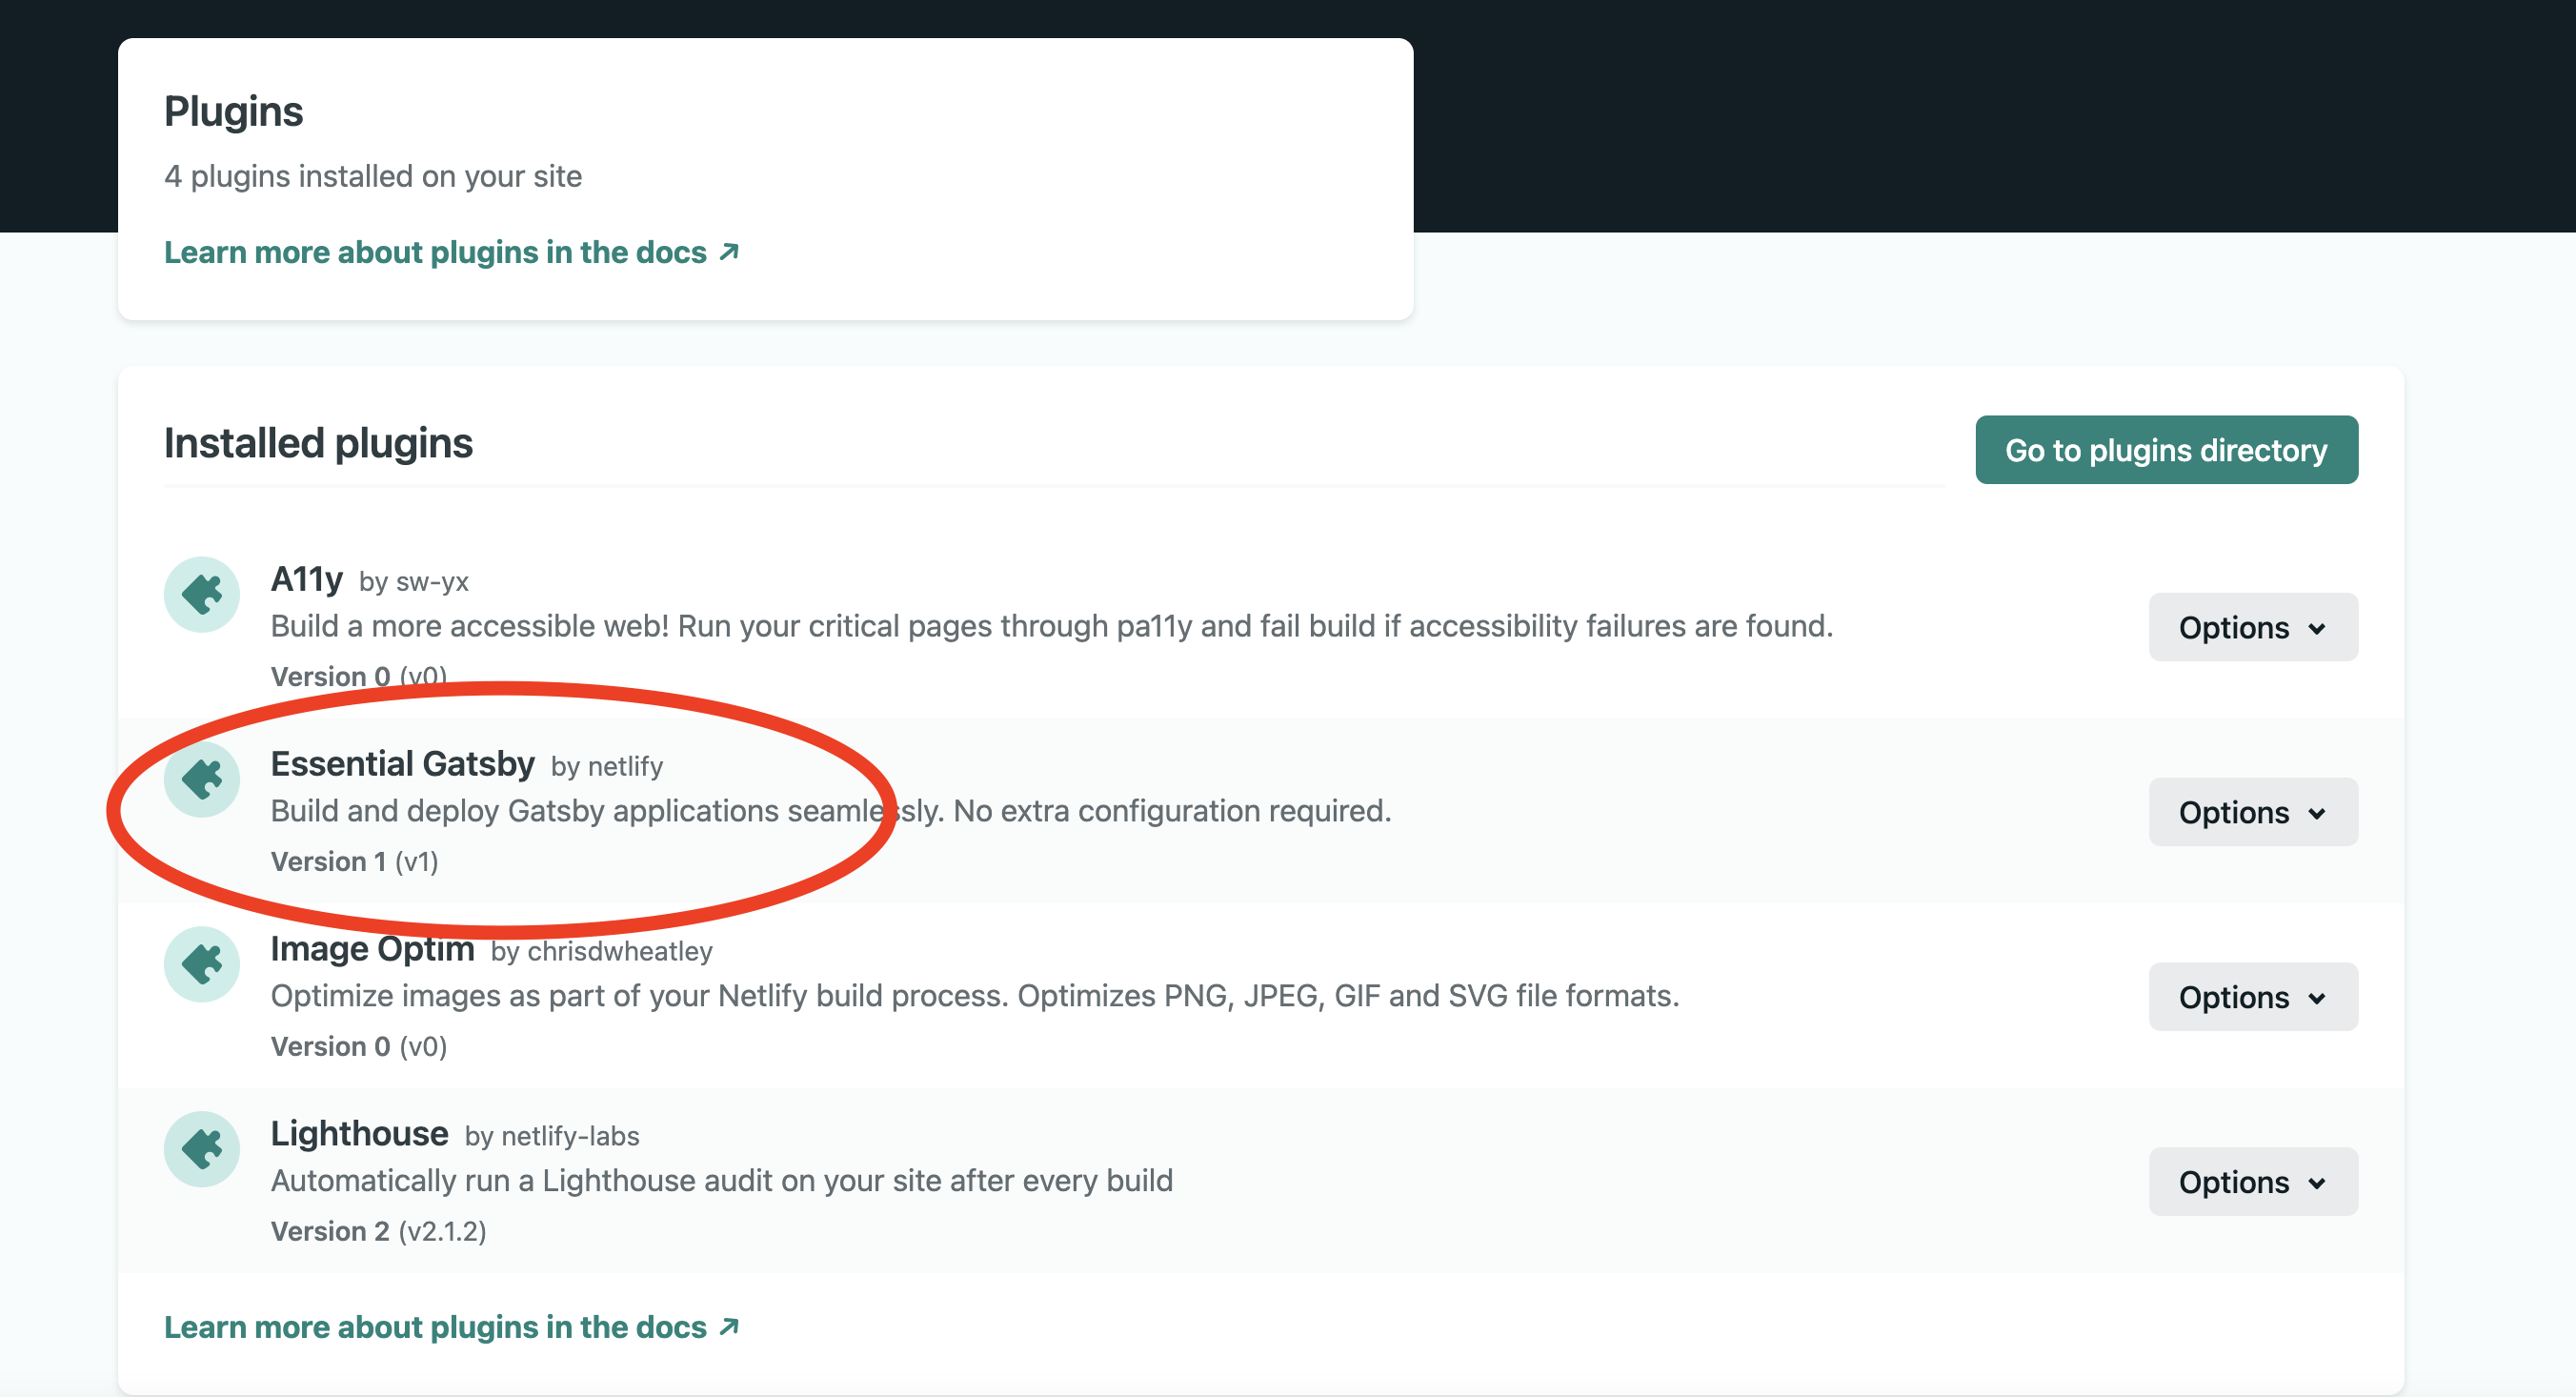 Plugins
4 plugins installed on your site
Learn more about plugins in the docs
Installed plugins
Go to plugins directory
A11y by sw-yx
Build a more accessible web! Run your critical pages through pa11y and fail build if accessibility failures are found.
Version 0 (v0)
Options
Essential Gatsby by netlify
Build and deploy Gatsby applications seamlessly. No extra configuration required.
Version 1 (v1)
Options
Image Optim by chrisdwheatley
Optimize images as part of your Netlify build process. Optimizes PNG, JPEG, GIF and SVG file formats.
Version 0 (v0)
Options
Lighthouse by netlify-labs
Automatically run a Lighthouse audit on your site after every build
Version 2 (v2.1.2)
Options
Learn more about plugins in the docs